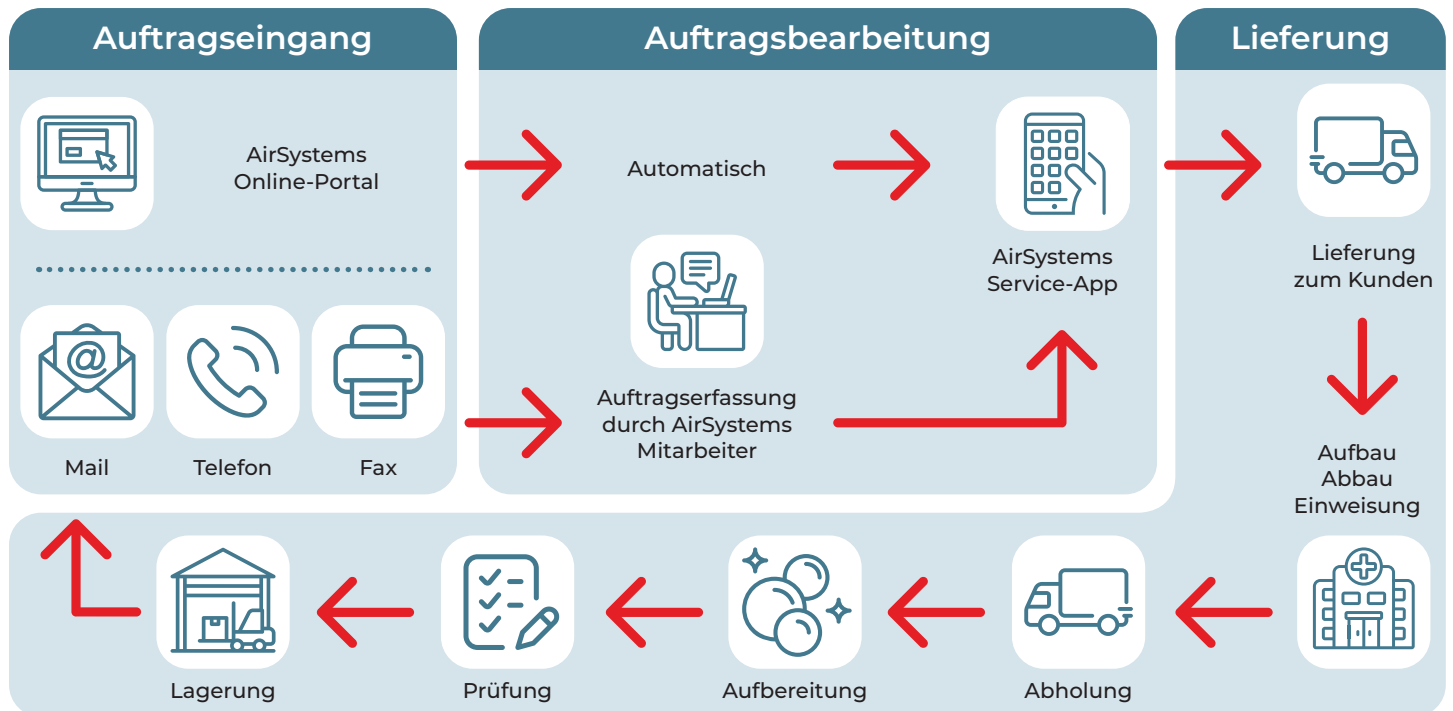 Auftragseingang
AirSystems
Online-Portal
@
Mail
Telefon
Fax
Auftragsbearbeitung
Automatisch
Auftragserfassung
durch AirSystems
Mitarbeiter
AirSystems
Service-App
Lieferung
Lieferung
zum Kunden
Aufbau
Abbau
Einweisung
Abholung
Aufbereitung
Prüfung
Lagerung